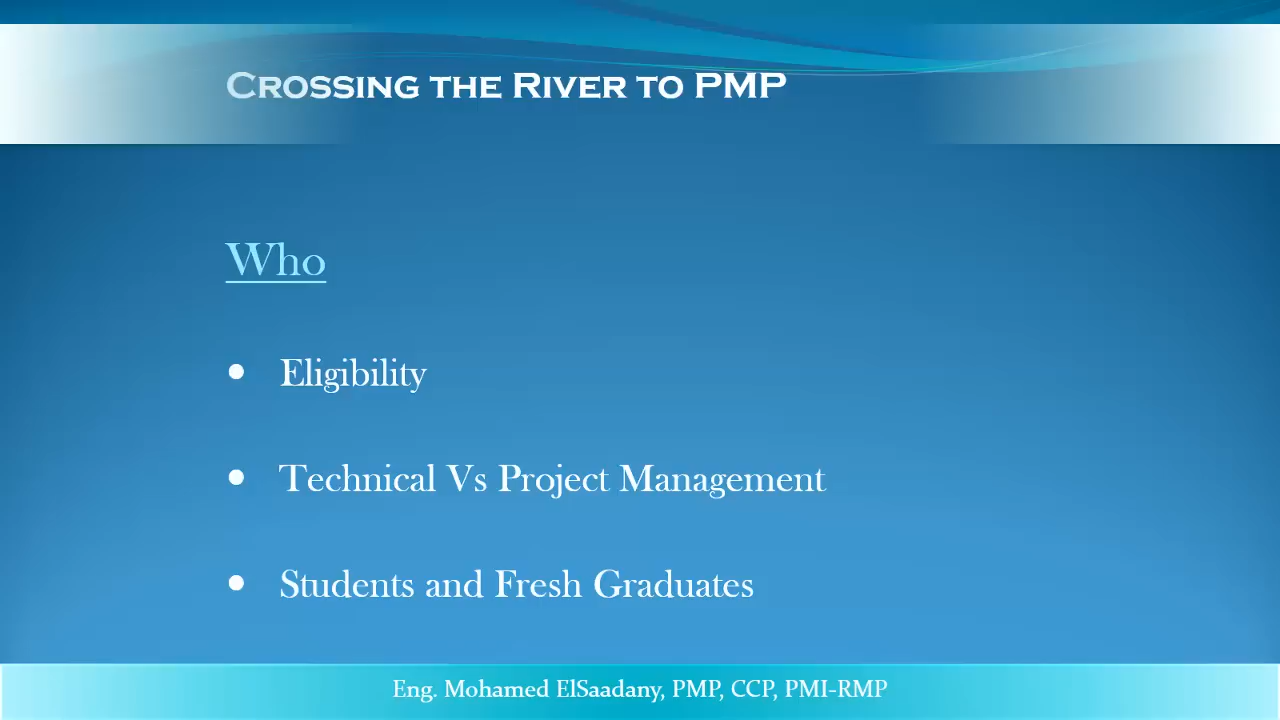 Crossing the River to PMP
Who
• Eligibility
• Technical Vs Project Management
• Students and Fresh Graduates
Eng. Mohamed ElSaadany, PMP, CCP, PMI-RMP